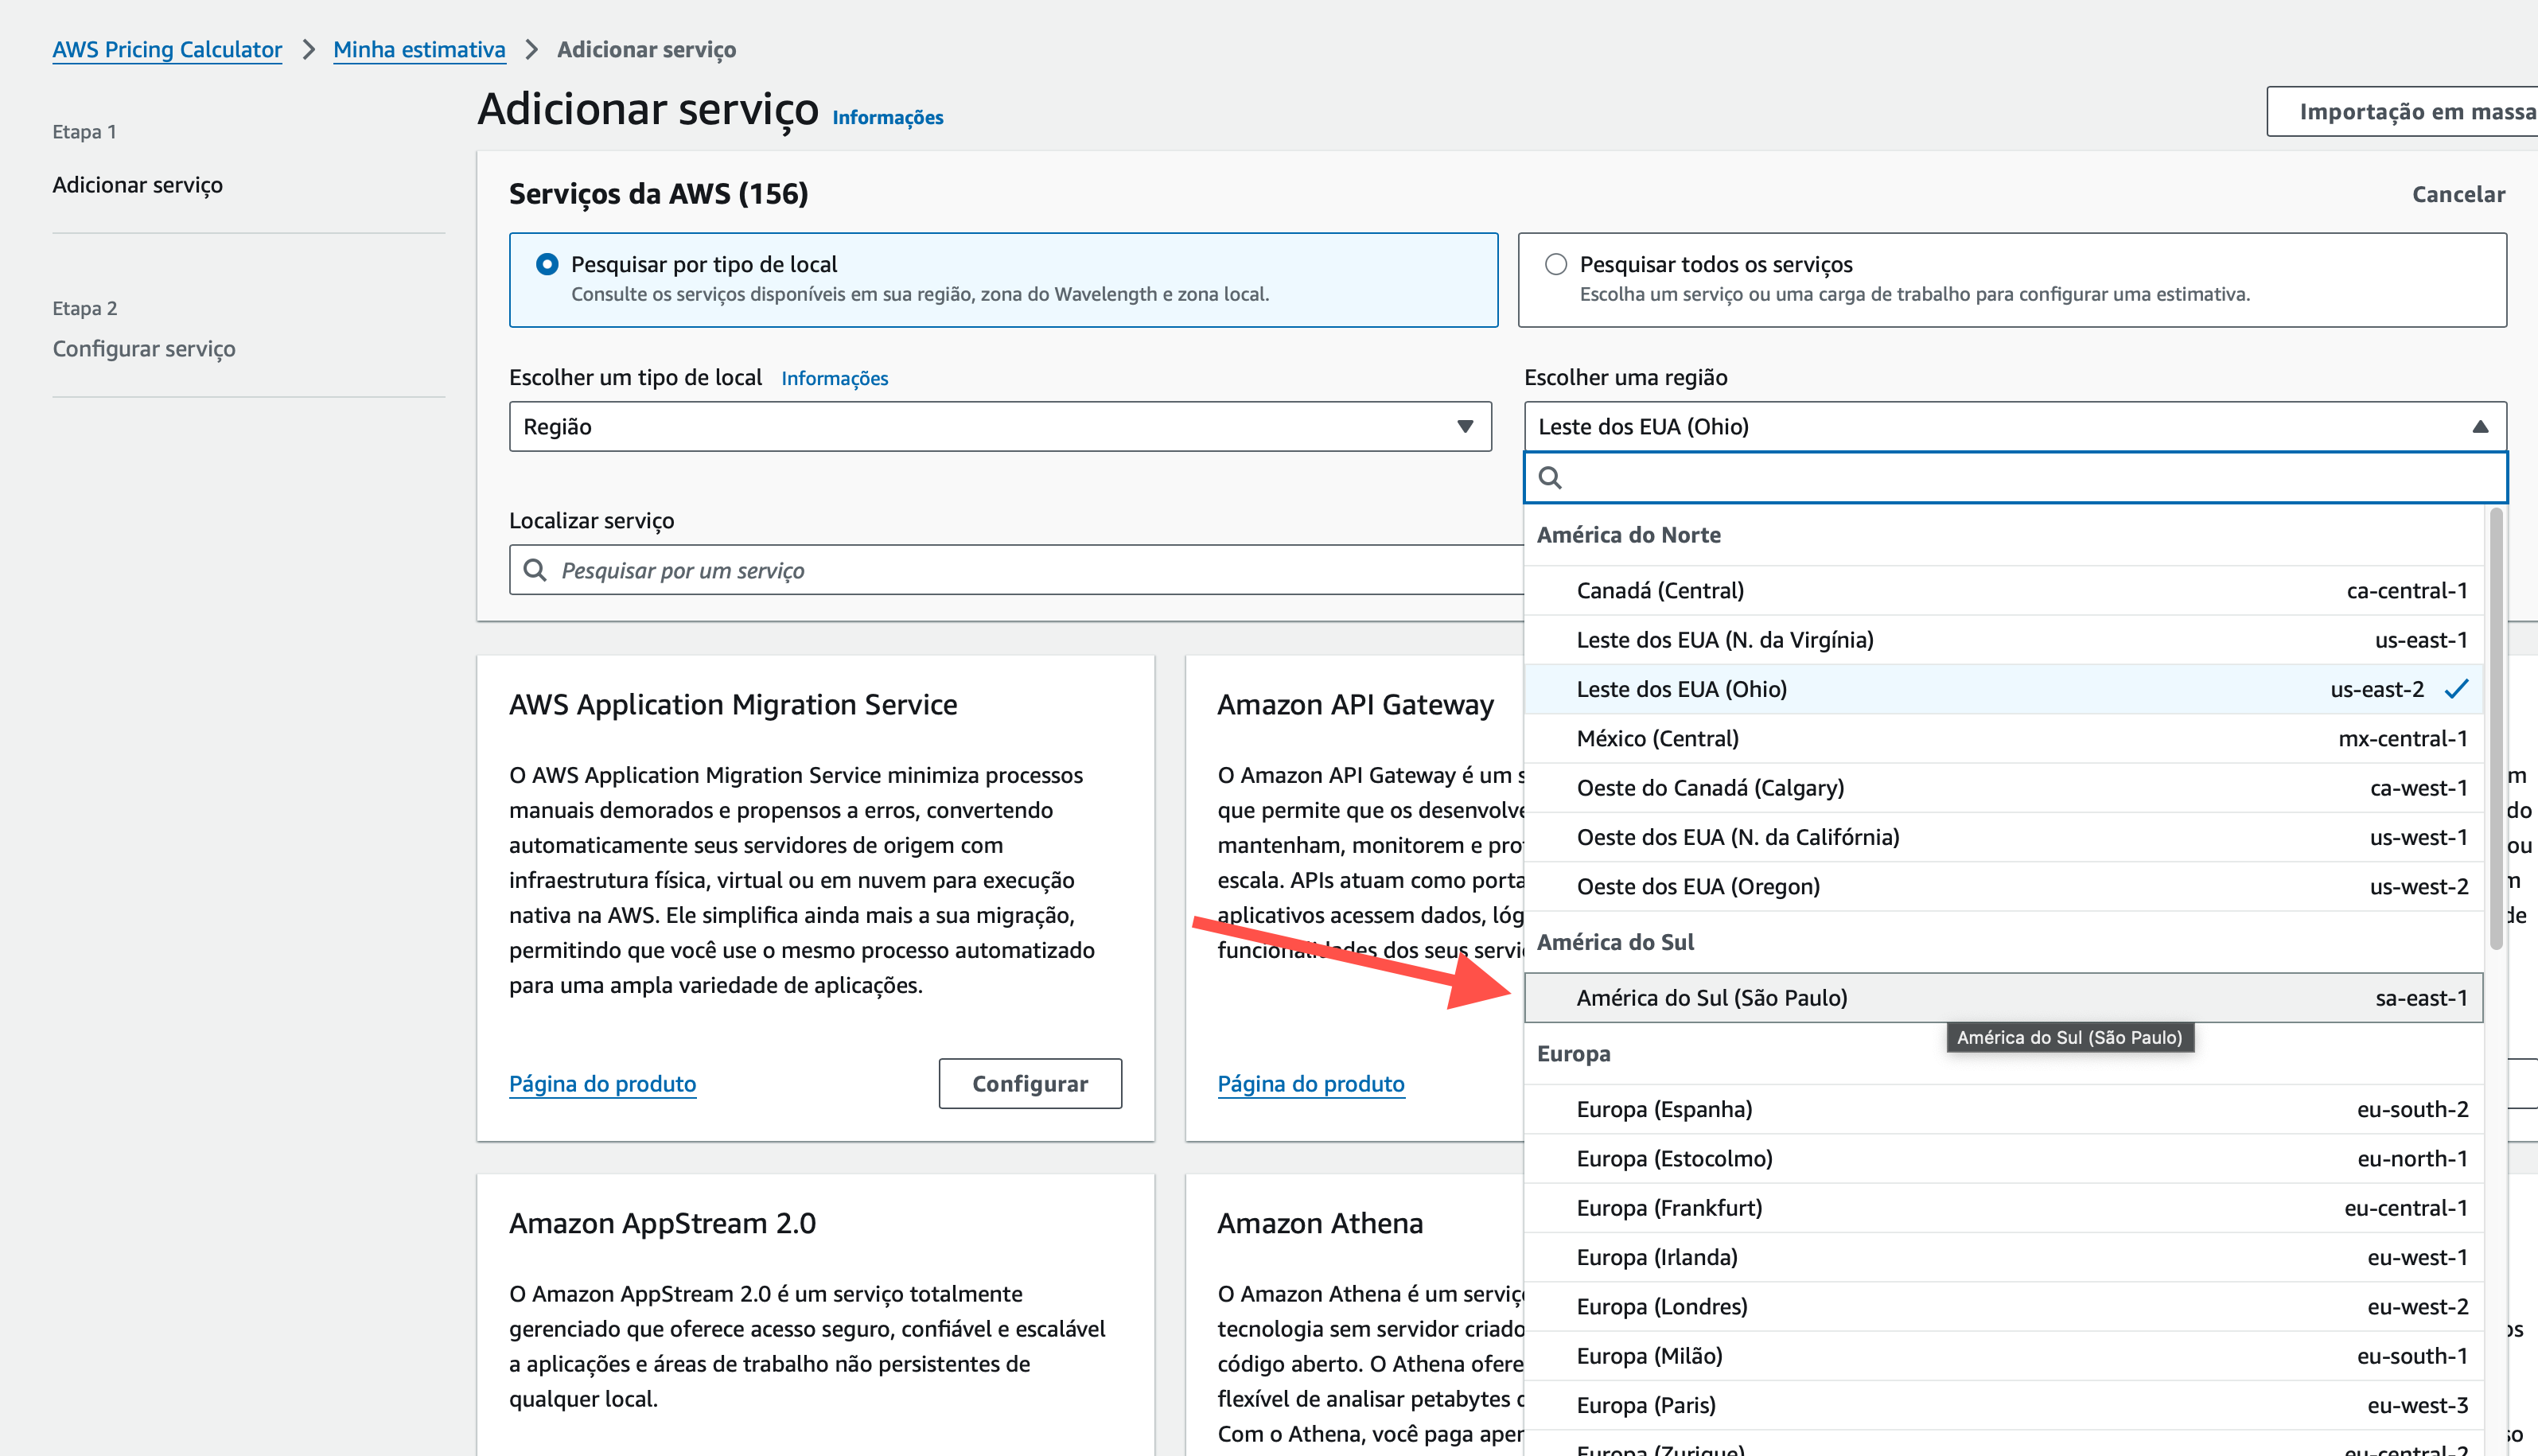 AWS Pricing Calculator > Minha estimativa > Adicionar serviço
Etapa 1
Adicionar serviço
Etapa 2
Configurar serviço
Adicionar serviço Informações
Importação em massa
Serviços da AWS (156)
Cancelar
Pesquisar por tipo de local
Consulte os serviços disponíveis em sua região, zona do Wavelength e zona local.
Pesquisar todos os serviços
Escolha um serviço ou uma carga de trabalho para configurar uma estimativa.
Escolher um tipo de local Informações
Região
Escolher uma região
Leste dos EUA (Ohio)
Localizar serviço
Pesquisar por um serviço
América do Norte
Canadá (Central) ca-central-1
Leste dos EUA (N. da Virgínia) us-east-1
Leste dos EUA (Ohio) us-east-2
México (Central) mx-central-1
Oeste do Canadá (Calgary) ca-west-1
Oeste dos EUA (N. da Califórnia) us-west-1
Oeste dos EUA (Oregon) us-west-2
América do Sul
América do Sul (São Paulo) sa-east-1
América do Sul (São Paulo)
Europa
Europa (Espanha) eu-south-2
Europa (Estocolmo) eu-north-1
Europa (Frankfurt) eu-central-1
Europa (Irlanda) eu-west-1
Europa (Londres) eu-west-2
Europa (Milão) eu-south-1
Europa (Paris) eu-west-3
Europa (Zurique) eu-central-2
AWS Application Migration Service
O AWS Application Migration Service minimiza processos
manuais demorados e propensos a erros, convertendo
automaticamente seus servidores de origem com
infraestrutura física, virtual ou em nuvem para execução
nativa na AWS. Ele simplifica ainda mais a sua migração,
permitindo que você use o mesmo processo automatizado
para uma ampla variedade de aplicações.
Página do produto
Configurar
Amazon API Gateway
O Amazon API Gateway é um s
que permite que os desenvolve
mantenham, monitorem e pro
escala. APIs atuam como porta
aplicativos acessem dados, lóg
funcionalidades dos seus servi
Página do produto
Amazon AppStream 2.0
O Amazon AppStream 2.0 é um serviço totalmente
gerenciado que oferece acesso seguro, confiável e escalável
a aplicações e áreas de trabalho não persistentes de
qualquer local.
Amazon Athena
O Amazon Athena é um serviç
tecnologia sem servidor criado
código aberto. O Athena ofere
flexível de analisar petabytes
Com o Athena, você paga aper